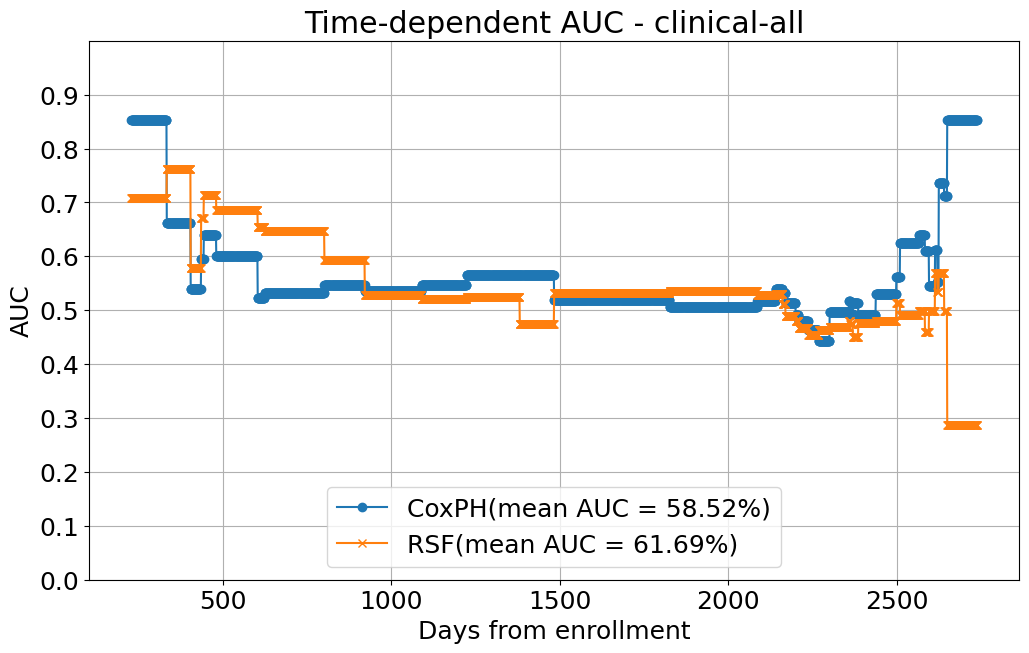 Time-dependent AUC - clinical-all
AUC
0.9
0.8
0.7
0.6
0.5
0.4
0.3
0.2
0.1
0.0
CoxPH(mean AUC = 58.52%)
RSF(mean AUC = 61.69%)
500 1000 1500 2000 2500
Days from enrollment